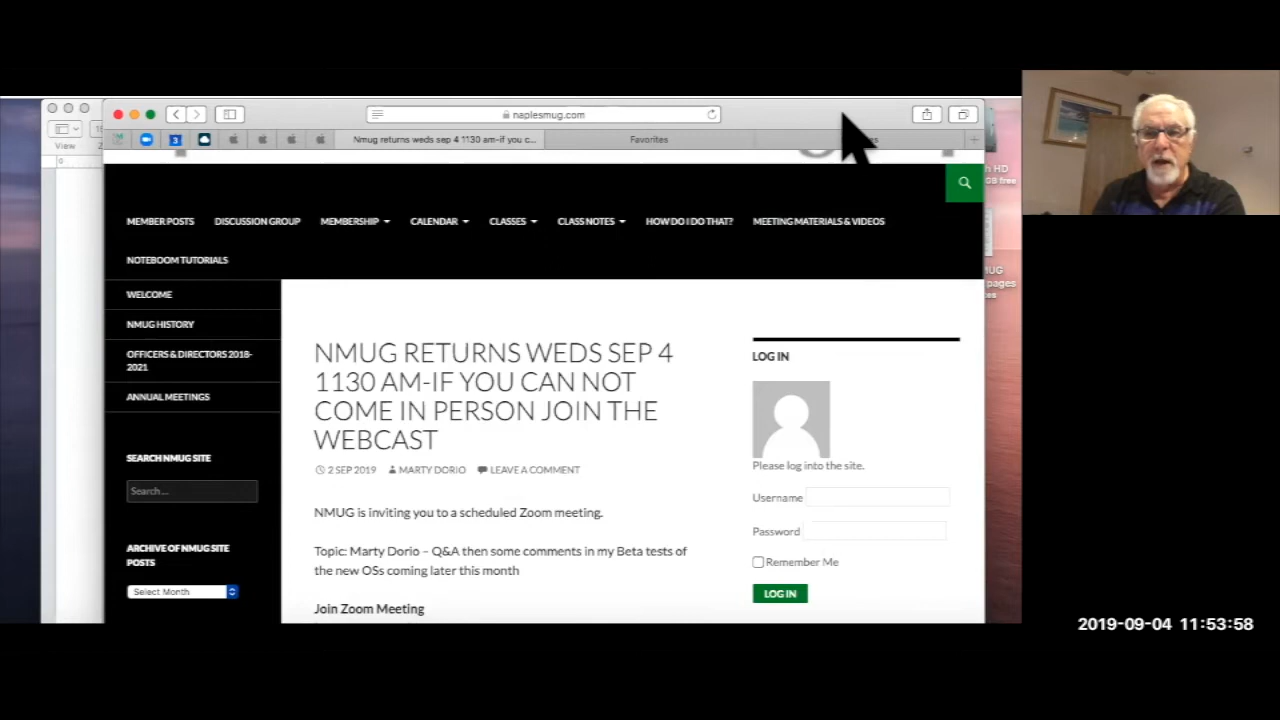 naplesmug.com
View
Nmug returns weds sep 4 1130 am-if you c...
Favorites
MEMBER POSTS DISCUSSION GROUP MEMBERSHIP CALENDAR CLASSES CLASS NOTES HOW DO I DO THAT? MEETING MATERIALS & VIDEOS
NOTEBOOM TUTORIALS
WELCOME
NMUG HISTORY
OFFICERS & DIRECTORS 2018-
2021
ANNUAL MEETINGS
SEARCH NMUG SITE
Search...
ARCHIVE OF NMUG SITE
POSTS
Select Month
NMUG RETURNS WEDS SEP 4
1130 AM-IF YOU CAN NOT
COME IN PERSON JOIN THE
WEBCAST
2 SEP 2019 MARTY DORIO LEAVE A COMMENT
NMUG is inviting you to a scheduled Zoom meeting.
Topic: Marty Dorio – Q&A then some comments in my Beta tests of
the new OSs coming later this month
Join Zoom Meeting
LOG IN
Please log into the site.
Username
Password
Remember Me
LOG IN
HD
free
pages
2019-09-04 11:53:58